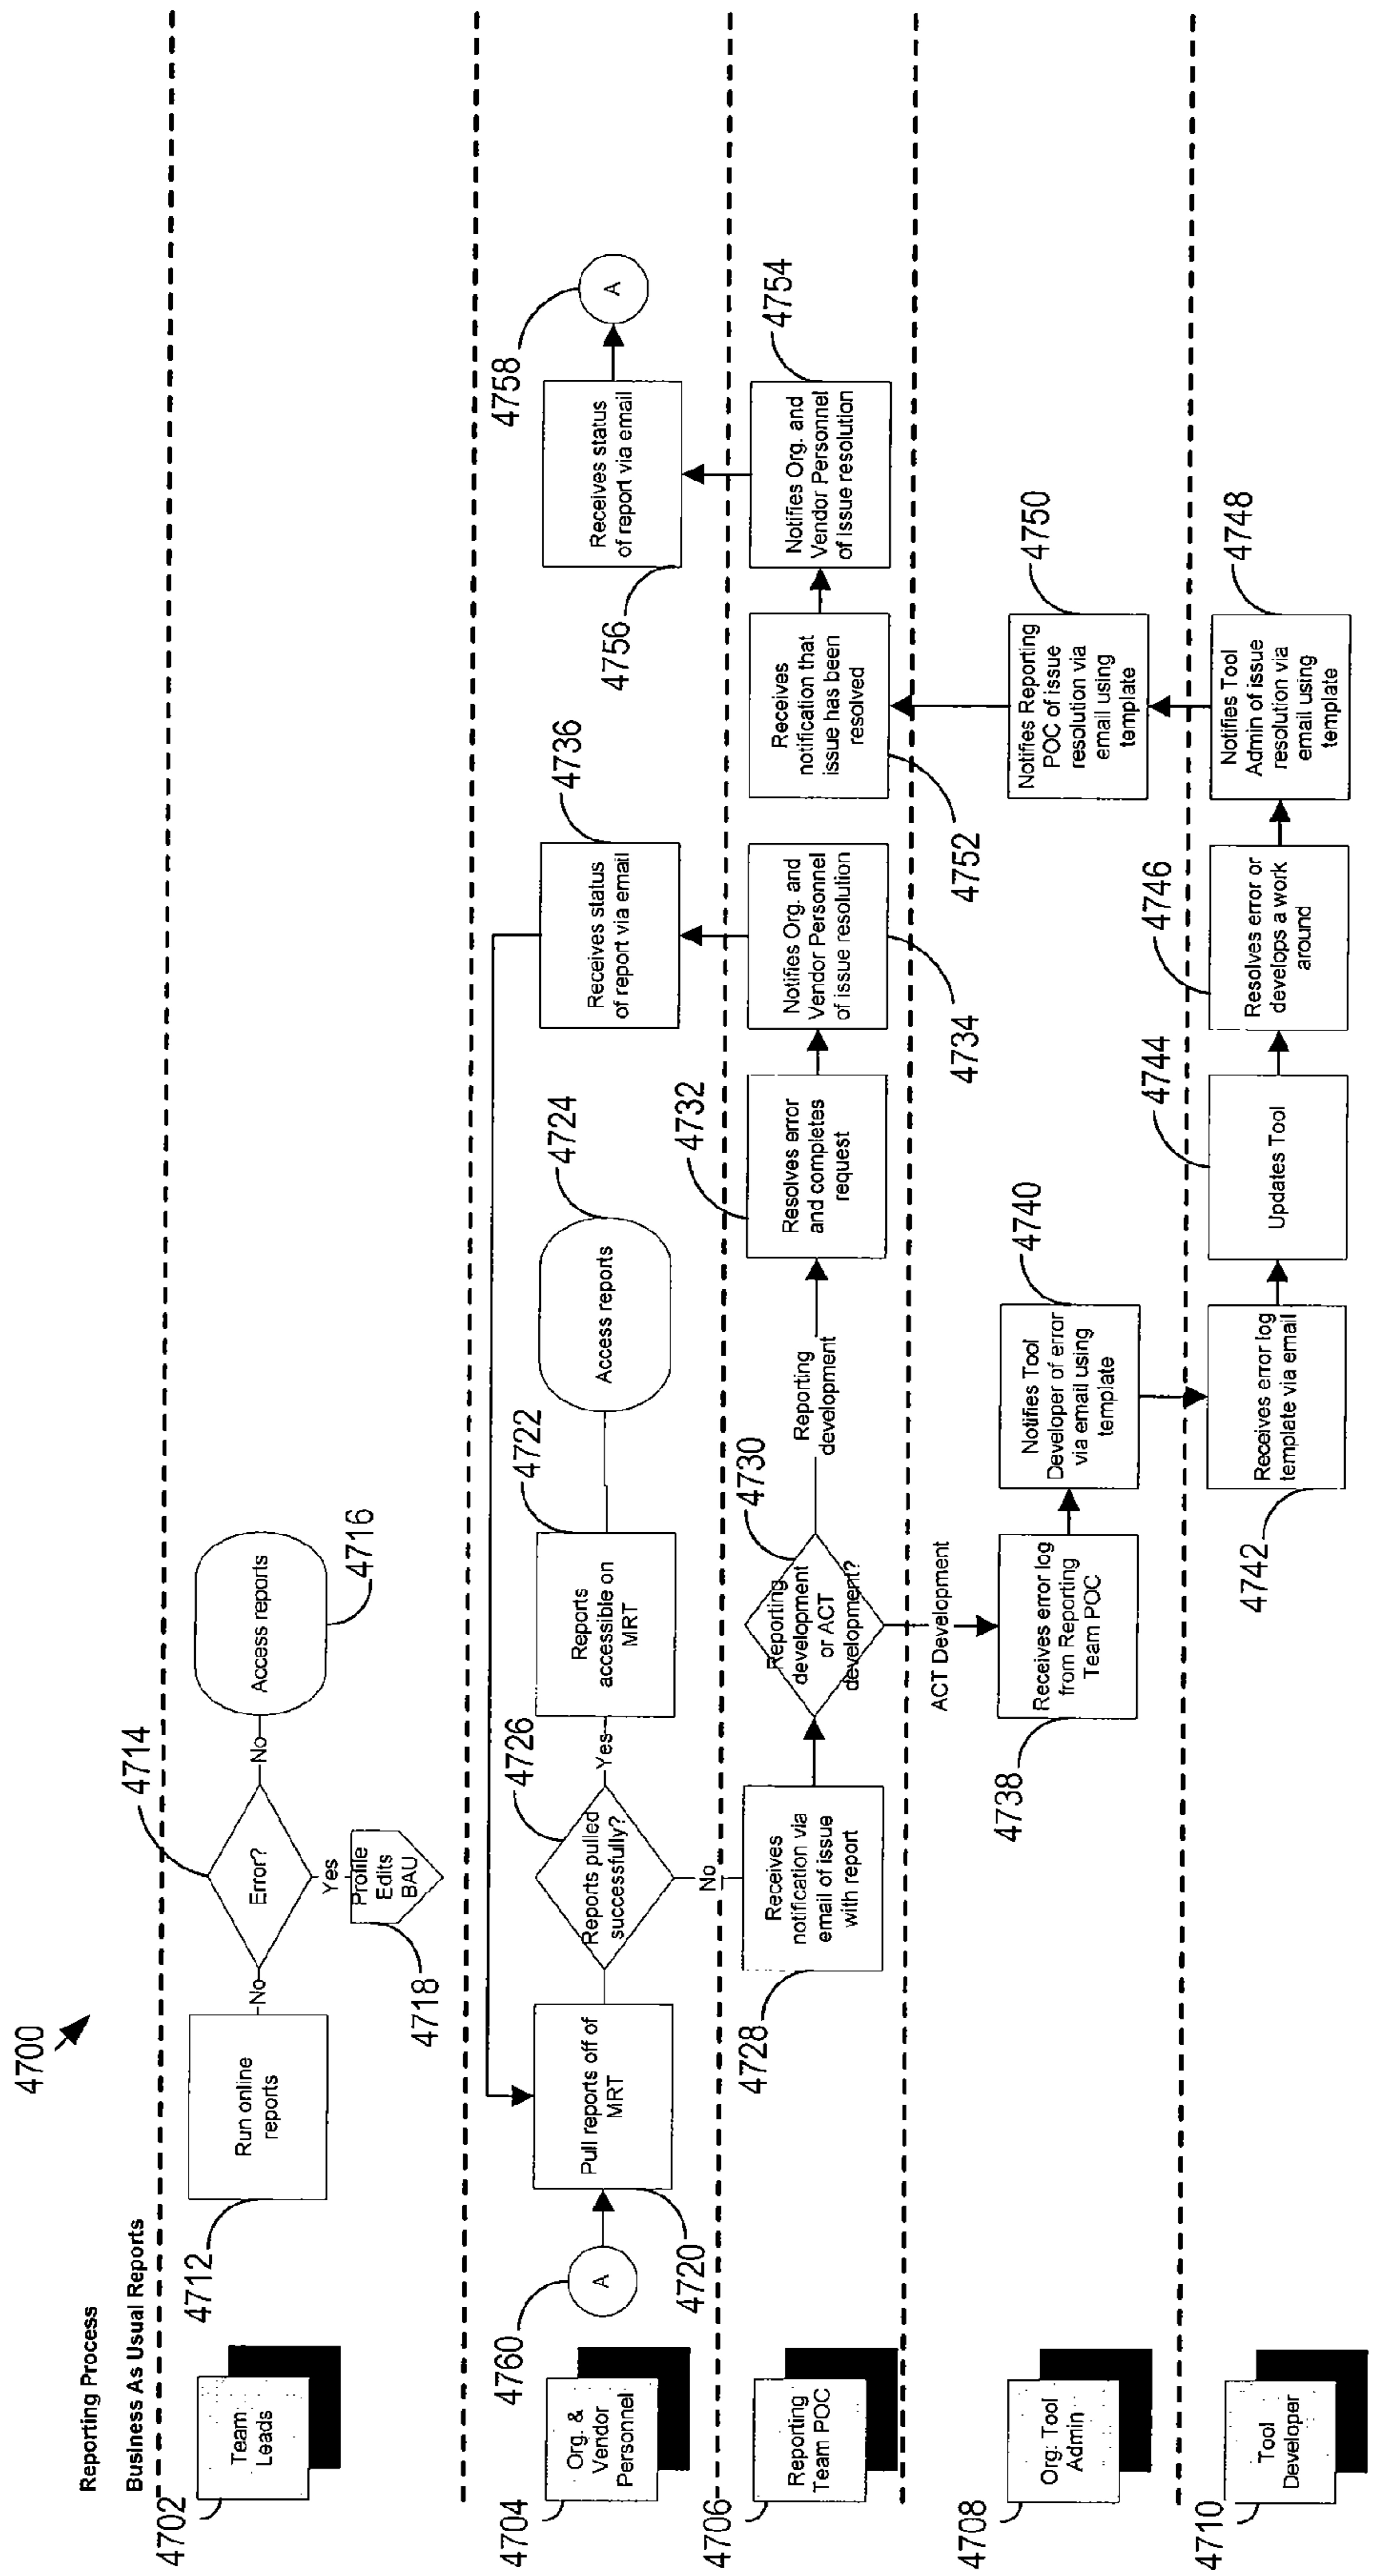 4700
Reporting Process
Business As Usual Reports
4702
Team
Leads
4712
Run online
reports
No
4714
Error?
No
Access reports
4716
Yes
Profile
Edits
BAU
4718
4704
Org. &
Vendor
Personnel
4760
A
4720
Pull reports off of
MRT
4726
Reports pulled
successfully?
Yes
4722
Reports
accessible on
MRT
4724
Access reports
4736
Receives status
of report via email
4756
Receives status
of report via email
4758
A
No
4706
Reporting
Team POC
4728
Receives
notification via
email of issue
with report
4730
Reporting
development
or ACT
development?
Reporting
development
4732
Resolves error
and completes
request
4734
Notifies Org. and
Vendor Personnel
of issue resolution
4752
Receives
notification that
issue has been
resolved
4754
Notifies Org. and
Vendor Personnel
of issue resolution
ACT Development
4708
Org: Tool
Admin
4738
Receives error log
from Reporting
Team POC
4740
Notifies Tool
Developer of error
via email using
template
4750
Notifies Reporting
POC of issue
resolution via
email using
template
4710
Tool
Developer
4742
Receives error log
template via email
4744
Updates Tool
4746
Resolves error or
develops a work
around
4748
Notifies Tool
Admin of issue
resolution via
email using
template